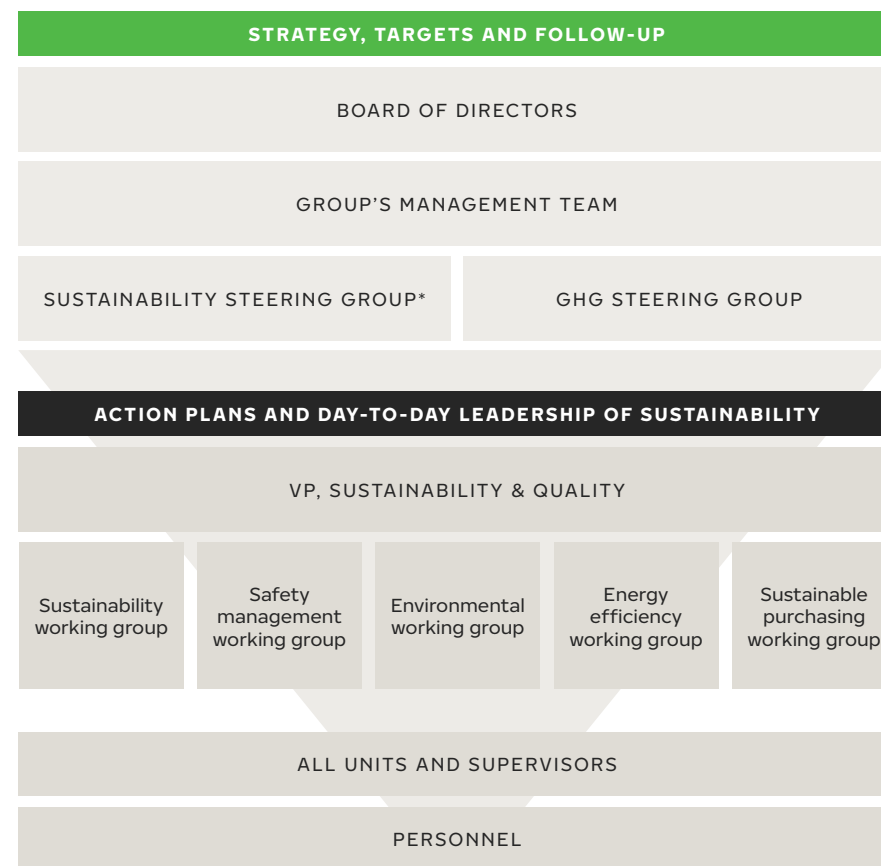 STRATEGY, TARGETS AND FOLLOW-UP
BOARD OF DIRECTORS
GROUP’S MANAGEMENT TEAM
SUSTAINABILITY STEERING GROUP*
GHG STEERING GROUP
ACTION PLANS AND DAY-TO-DAY LEADERSHIP OF SUSTAINABILITY
VP, SUSTAINABILITY & QUALITY
Sustainability
working group
Safety
management
working group
Environmental
working group
Energy
efficiency
working group
Sustainable
purchasing
working group
ALL UNITS AND SUPERVISORS
PERSONNEL